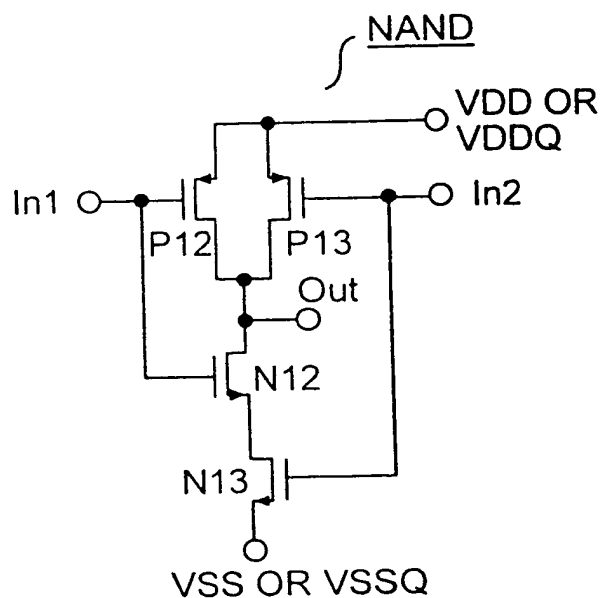 NAND
VDD OR
VDDQ
In1
In2
P12
P13
Out
N12
N13
VSS OR VSSQ